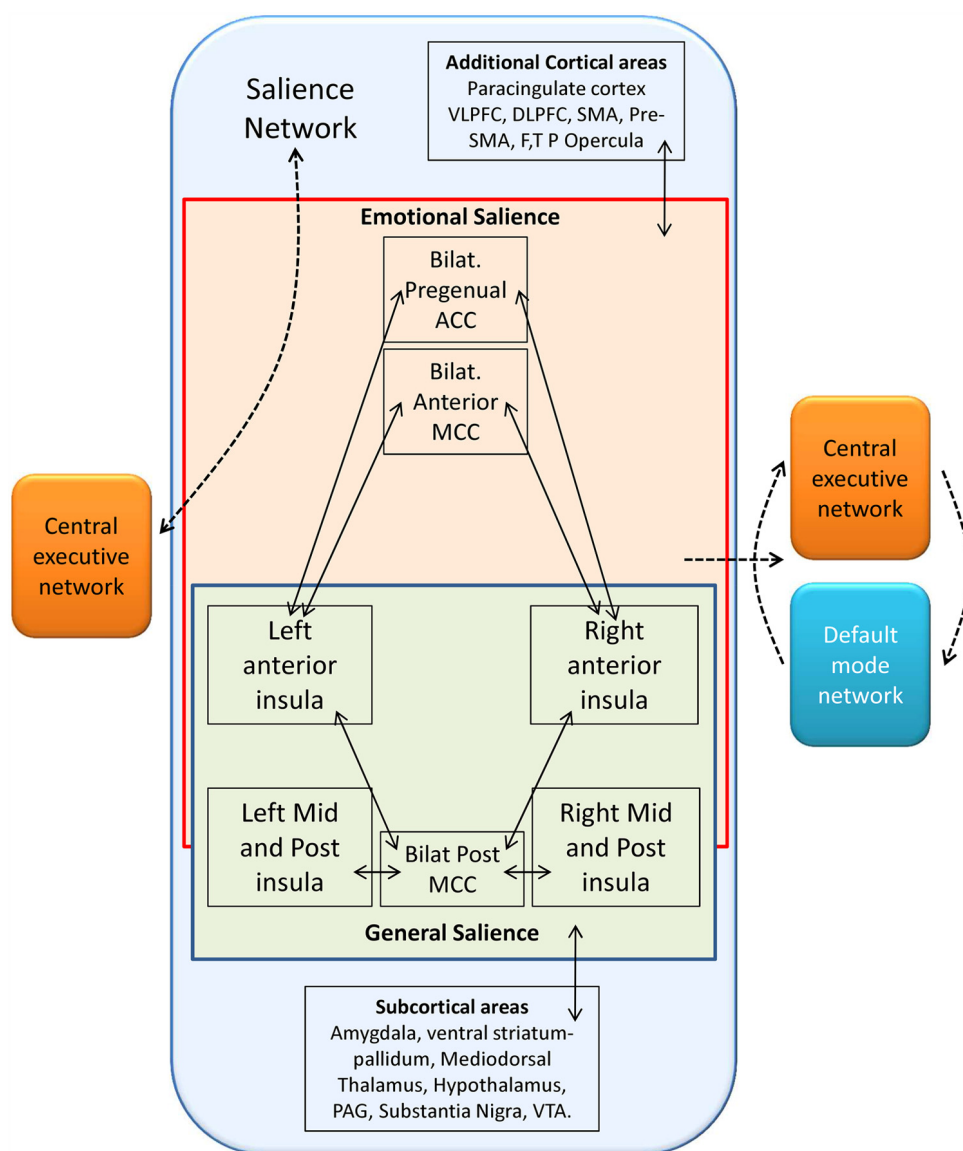 Salience
Network
Additional Cortical areas
Paracingulate cortex
VLPFC, DLPFC, SMA, Pre-
SMA, F,T P Opercula
Emotional Salience
Bilat.
Pregenual
ACC
Bilat.
Anterior
MCC
Central
executive
network
Central
executive
network
Left
anterior
insula
Right
anterior
insula
Default
mode
network
Left Mid
and Post
insula
Bilat Post
MCC
Right Mid
and Post
insula
General Salience
Subcortical areas
Amygdala, ventral striatum-
pallidum, Mediodorsal
Thalamus, Hypothalamus,
PAG, Substantia Nigra, VTA.